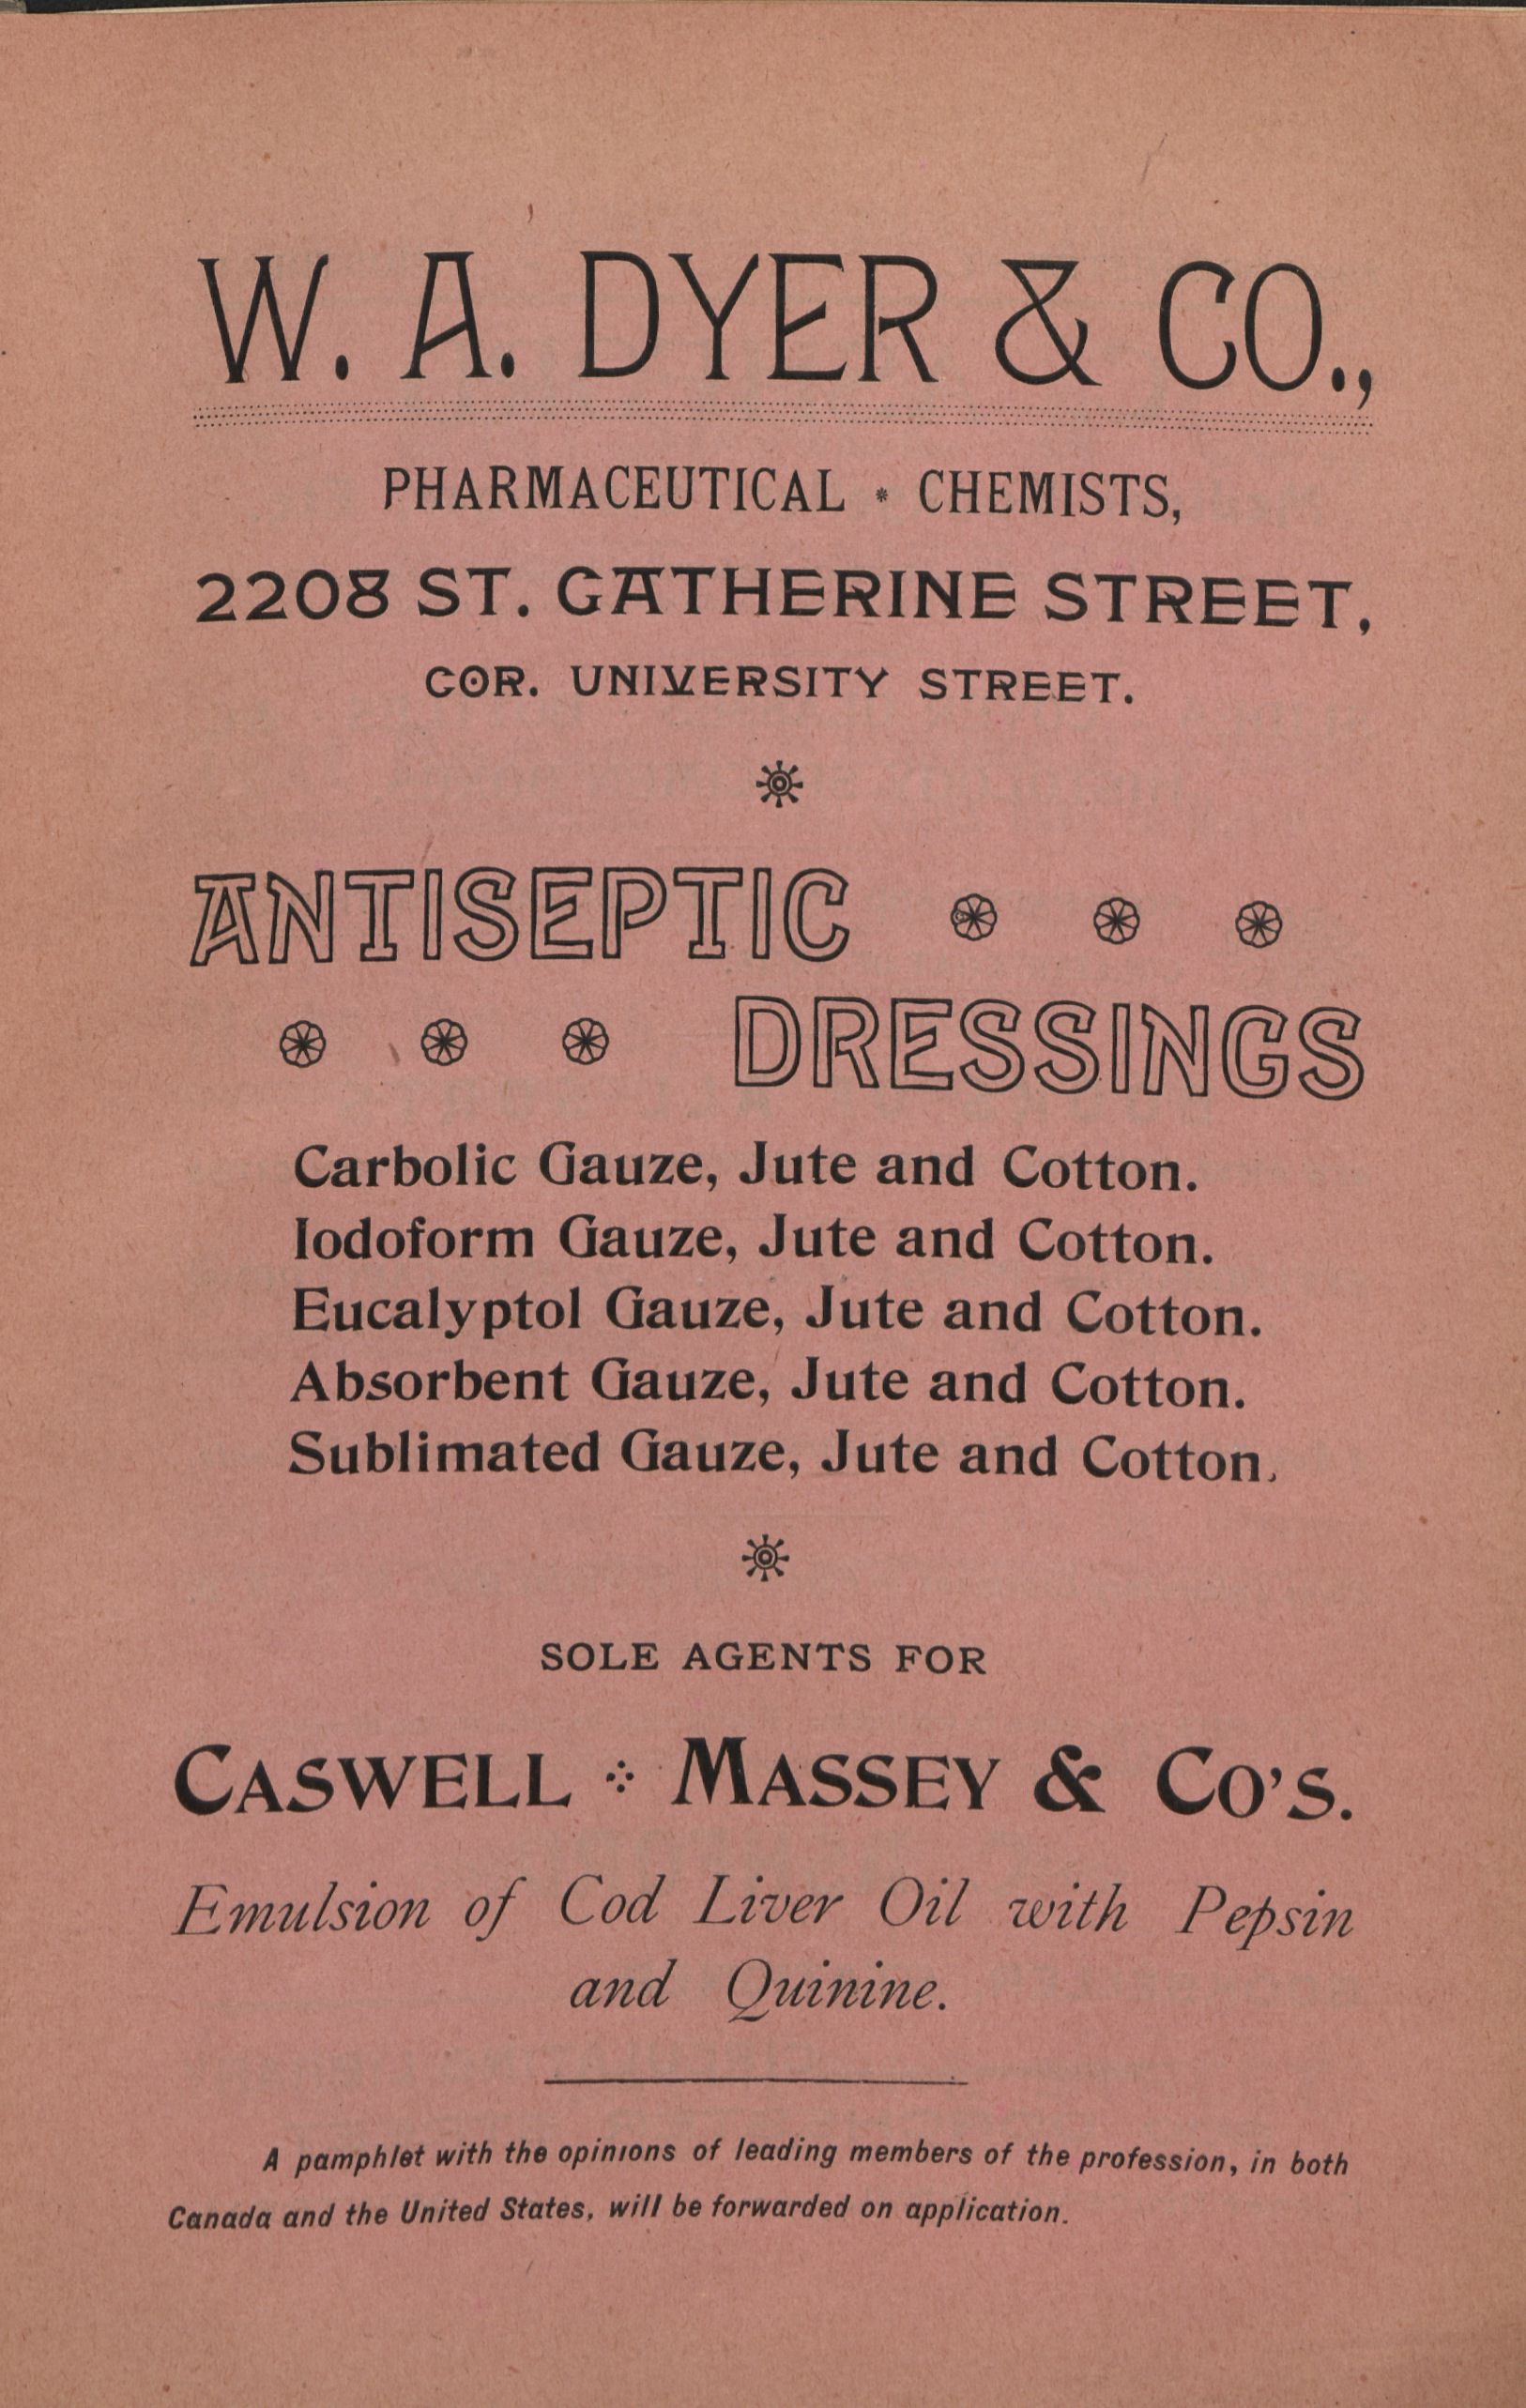 W. A. DYER & CO.,
PHARMACEUTICAL * CHEMISTS,
2208 ST. CATHERINE STREET,
COR. UNIVERSITY STREET.
ANTISEPTIC
DRESSINGS
Carbolic Gauze, Jute and Cotton.
Iodoform Gauze, Jute and Cotton.
Eucalyptol Gauze, Jute and Cotton.
Absorbent Gauze, Jute and Cotton.
Sublimated Gauze, Jute and Cotton.
SOLE AGENTS FOR
CASWELL MASSEY & CO'S.
Emulsion of Cod Liver Oil with Pepsin
and Quinine.
A pamphlet with the opinions of leading members of the profession, in both
Canada and the United States, will be forwarded on application.